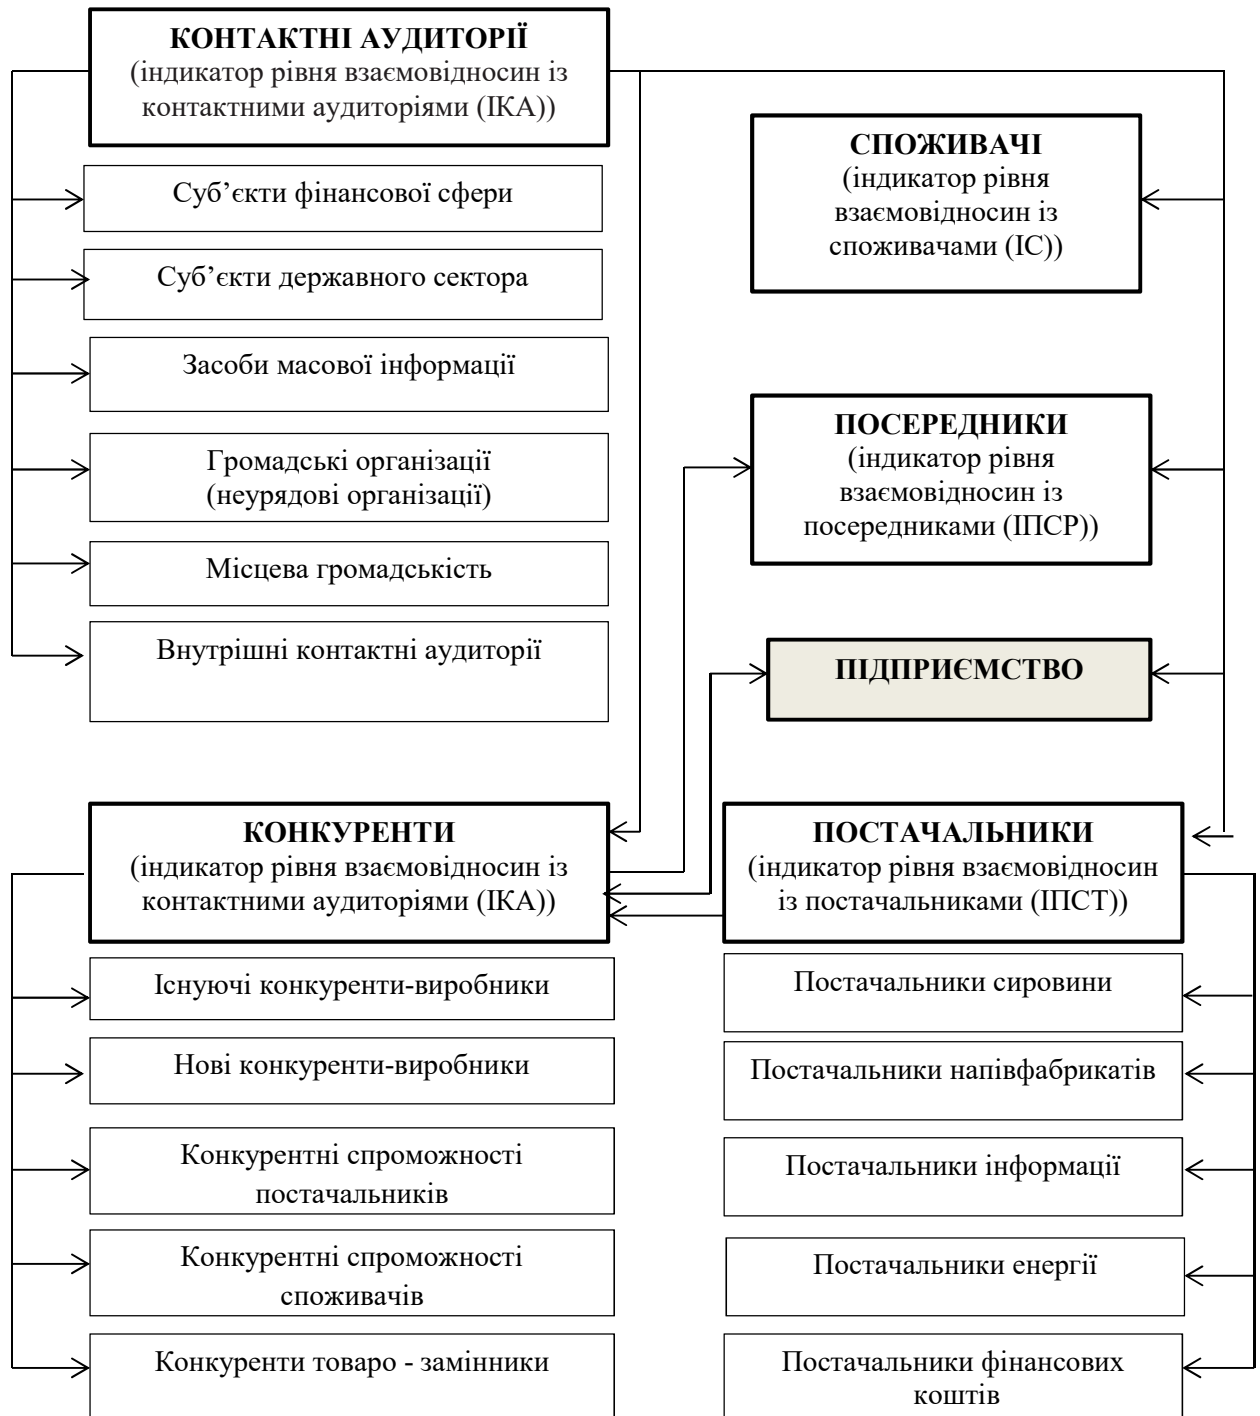 КОНТАКТНІ АУДИТОРІЇ
(індикатор рівня взаємовідносин із
контактними аудиторіями (ІКА))
Суб’єкти фінансової сфери
Суб’єкти державного сектора
Засоби масової інформації
Громадські організації
(неурядові організації)
Місцева громадськість
Внутрішні контактні аудиторії
СПОЖИВАЧІ
(індикатор рівня
взаємовідносин із
споживачами (ІС))
ПОСЕРЕДНИКИ
(індикатор рівня
взаємовідносин із
посередниками (ІПСР))
ПІДПРИЄМСТВО
КОНКУРЕНТИ
(індикатор рівня взаємовідносин із
контактними аудиторіями (ІКА))
Існуючі конкуренти-виробники
Нові конкуренти-виробники
Конкурентні спроможності
постачальників
Конкурентні спроможності
споживачів
Конкуренти товаро - замінники
ПОСТАЧАЛЬНИКИ
(індикатор рівня взаємовідносин
із постачальниками (ІПСТ))
Постачальники сировини
Постачальники напівфабрикатів
Постачальники інформації
Постачальники енергії
Постачальники фінансових
коштів